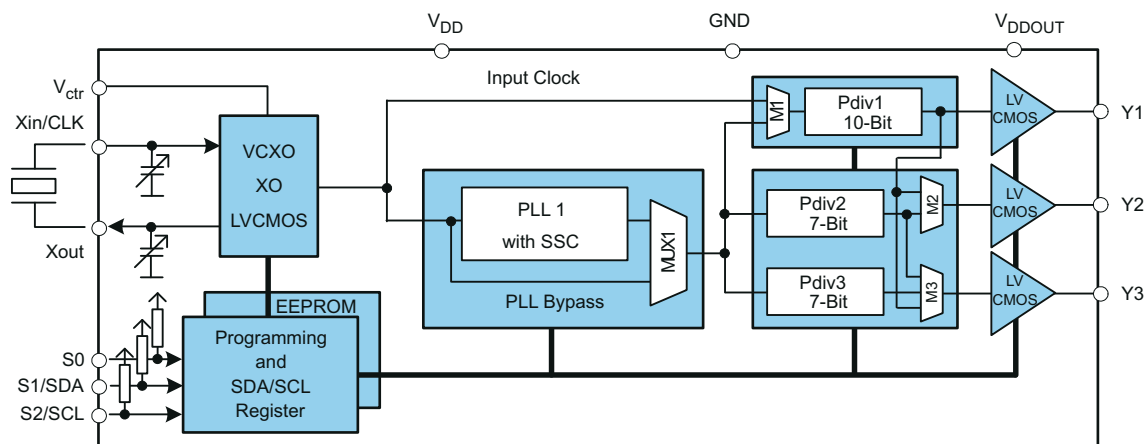 VDD
GND
VDDOUT
Vctr
Input Clock
Xin/CLK
VCXO
XO
LVCMOS
Xout
M1
Pdiv1
10-Bit
LV
CMOS
Y1
PLL 1
with SSC
MUX1
PLL Bypass
Pdiv2
7-Bit
M2
LV
CMOS
Y2
Pdiv3
7-Bit
M3
LV
CMOS
Y3
EEPROM
Programming
and
SDA/SCL
Register
S0
S1/SDA
S2/SCL